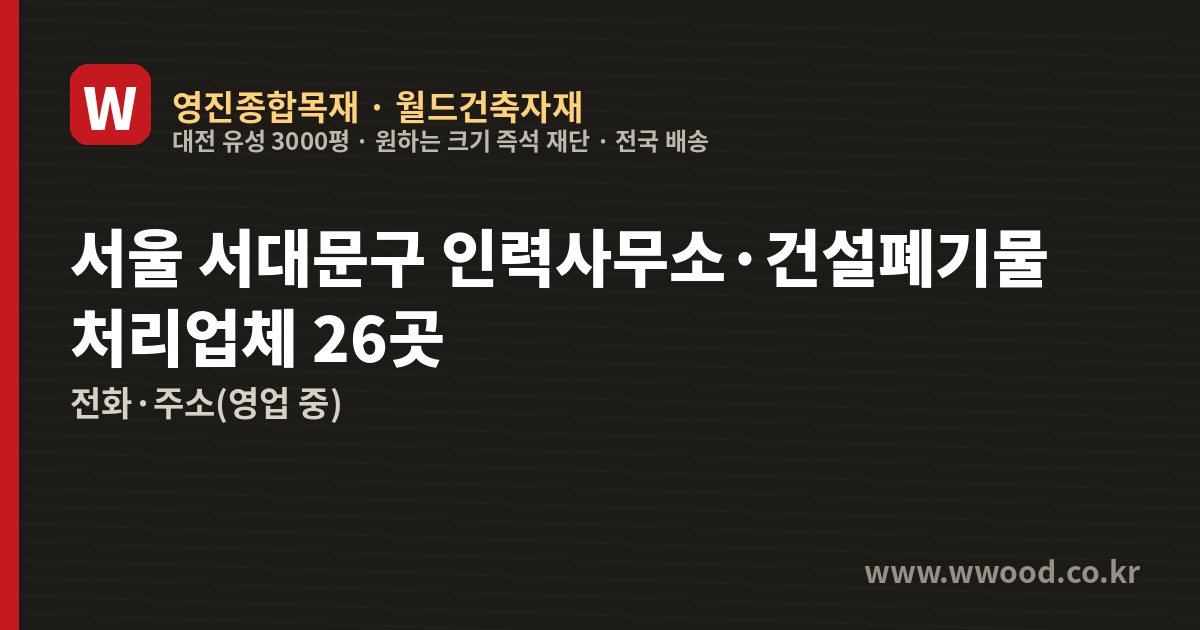 W
영진종합목재 · 월드건축자재
대전 유성 3000평 · 원하는 크기 즉석 재단 · 전국 배송
서울 서대문구 인력사무소·건설폐기물
처리업체 26곳
전화·주소(영업 중)
www.wwood.co.kr